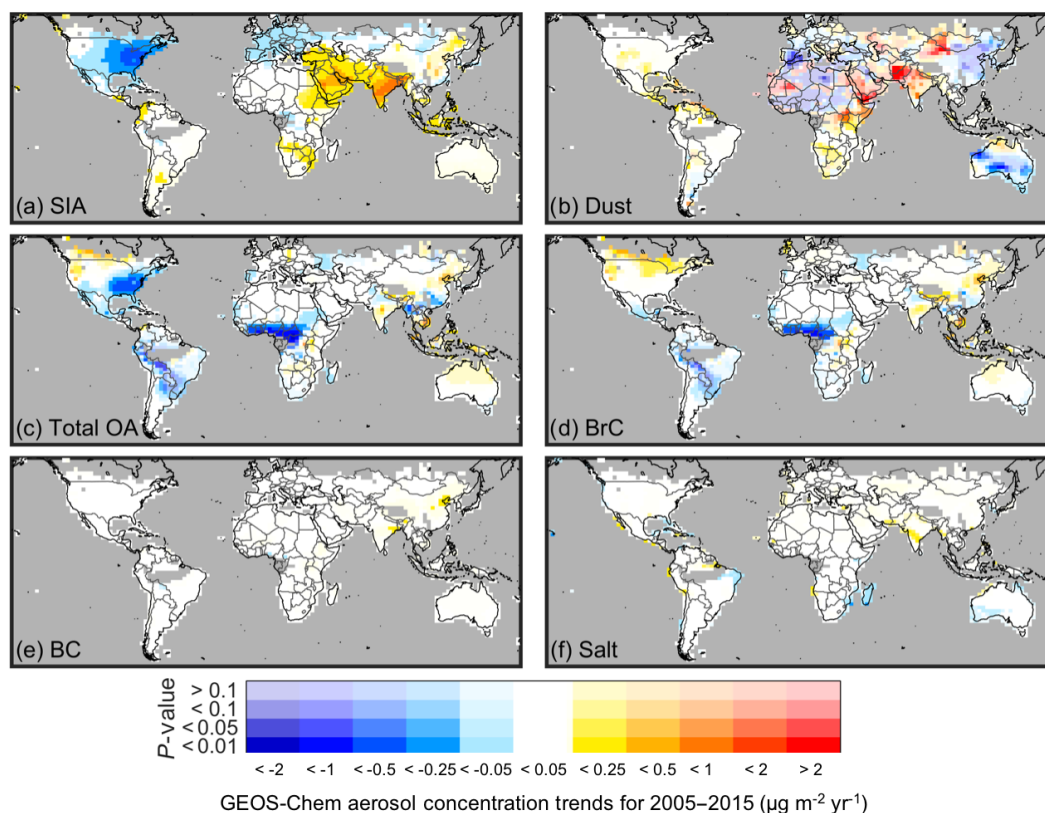 (a) SIA
(b) Dust
(c) Total OA
(d) BrC
(e) BC
(f) Salt
P-value
> 0.1
< 0.1
< 0.05
< 0.01
< -2 < -1 < -0.5 < -0.25 < -0.05 < 0.05 < 0.25 < 0.5 < 1 < 2 > 2
GEOS-Chem aerosol concentration trends for 2005–2015 (µg m⁻² yr⁻¹)